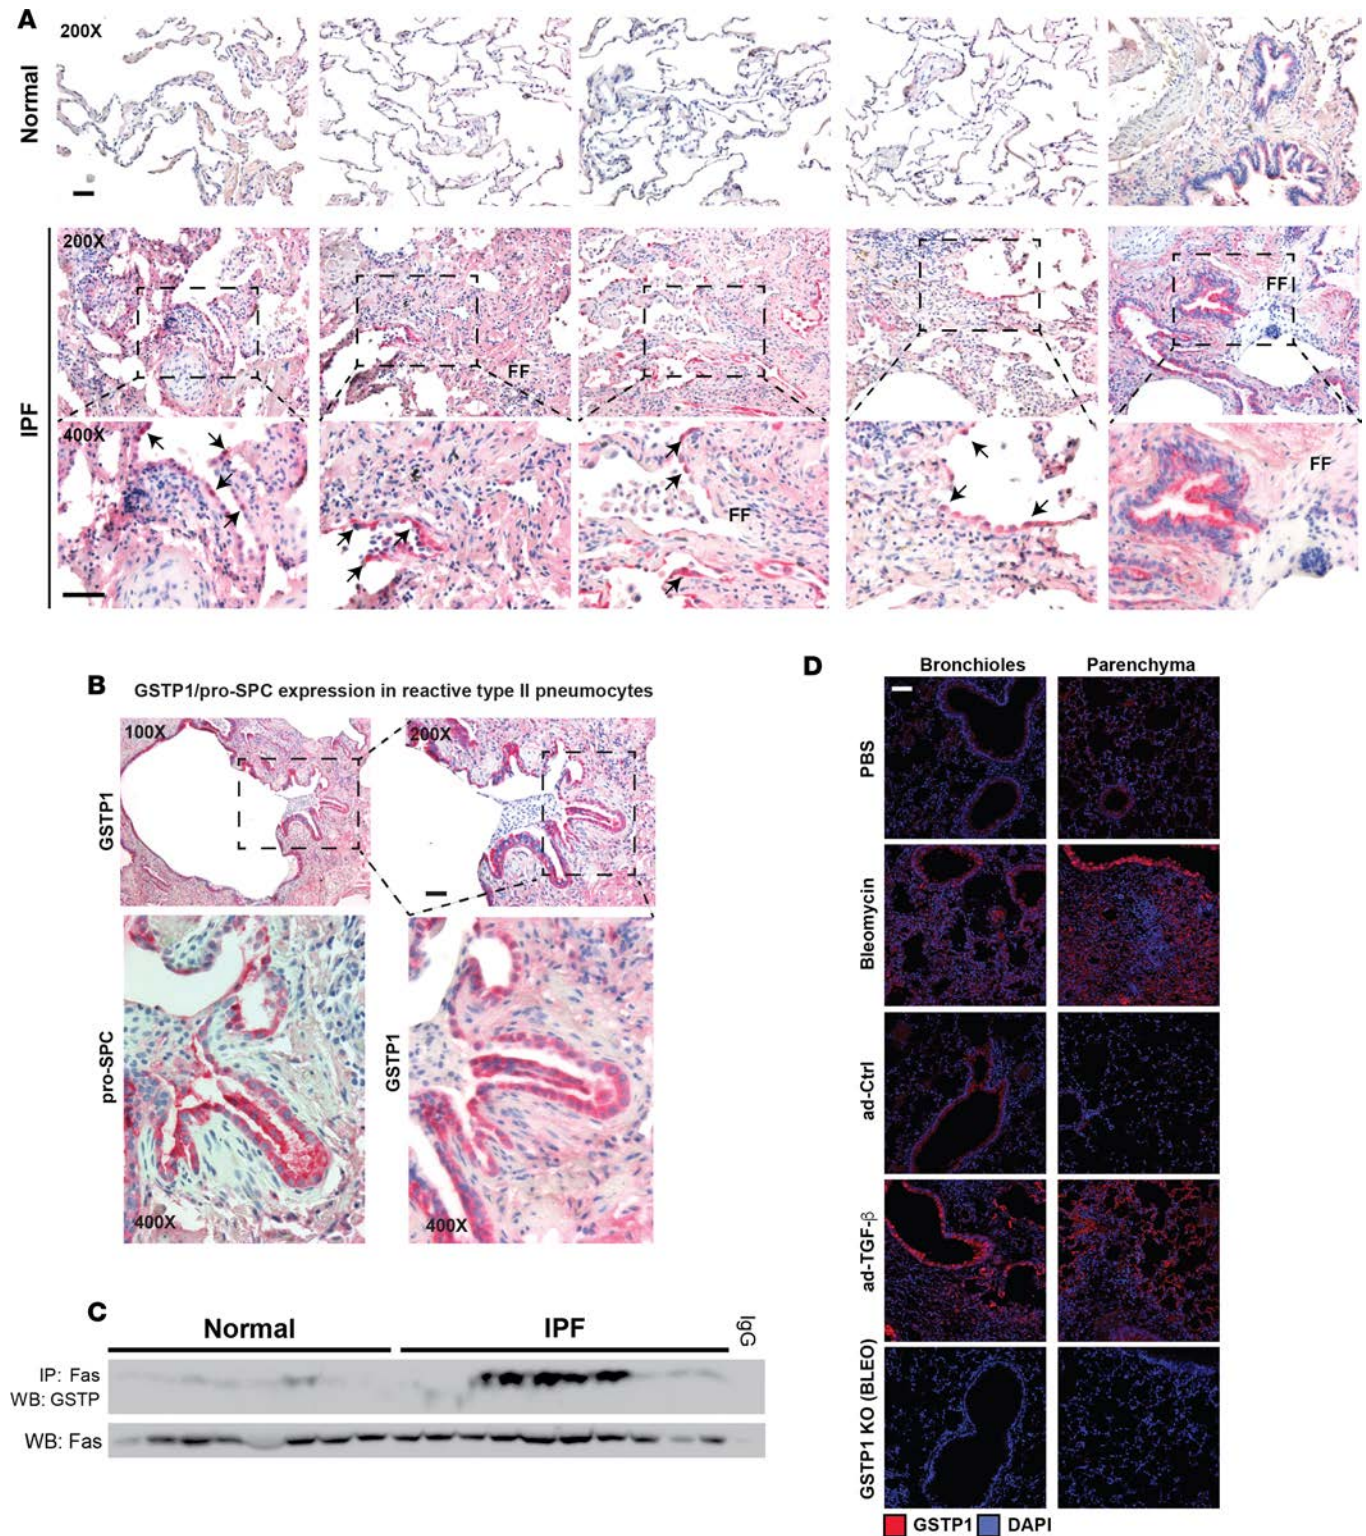 A
Normal
200X
IPF
200X
FF
FF
400X
FF
FF
B
GSTP1/pro-SPC expression in reactive type II pneumocytes
GSTP1
100X
200X
pro-SPC
400X
GSTP1
400X
C
Normal
IPF
IgG
IP: Fas
WB: GSTP
WB: Fas
D
Bronchioles
Parenchyma
PBS
Bleomycin
ad-Ctrl
ad-TGF-β
GSTP1 KO (BLEO)
GSTP1
DAPI